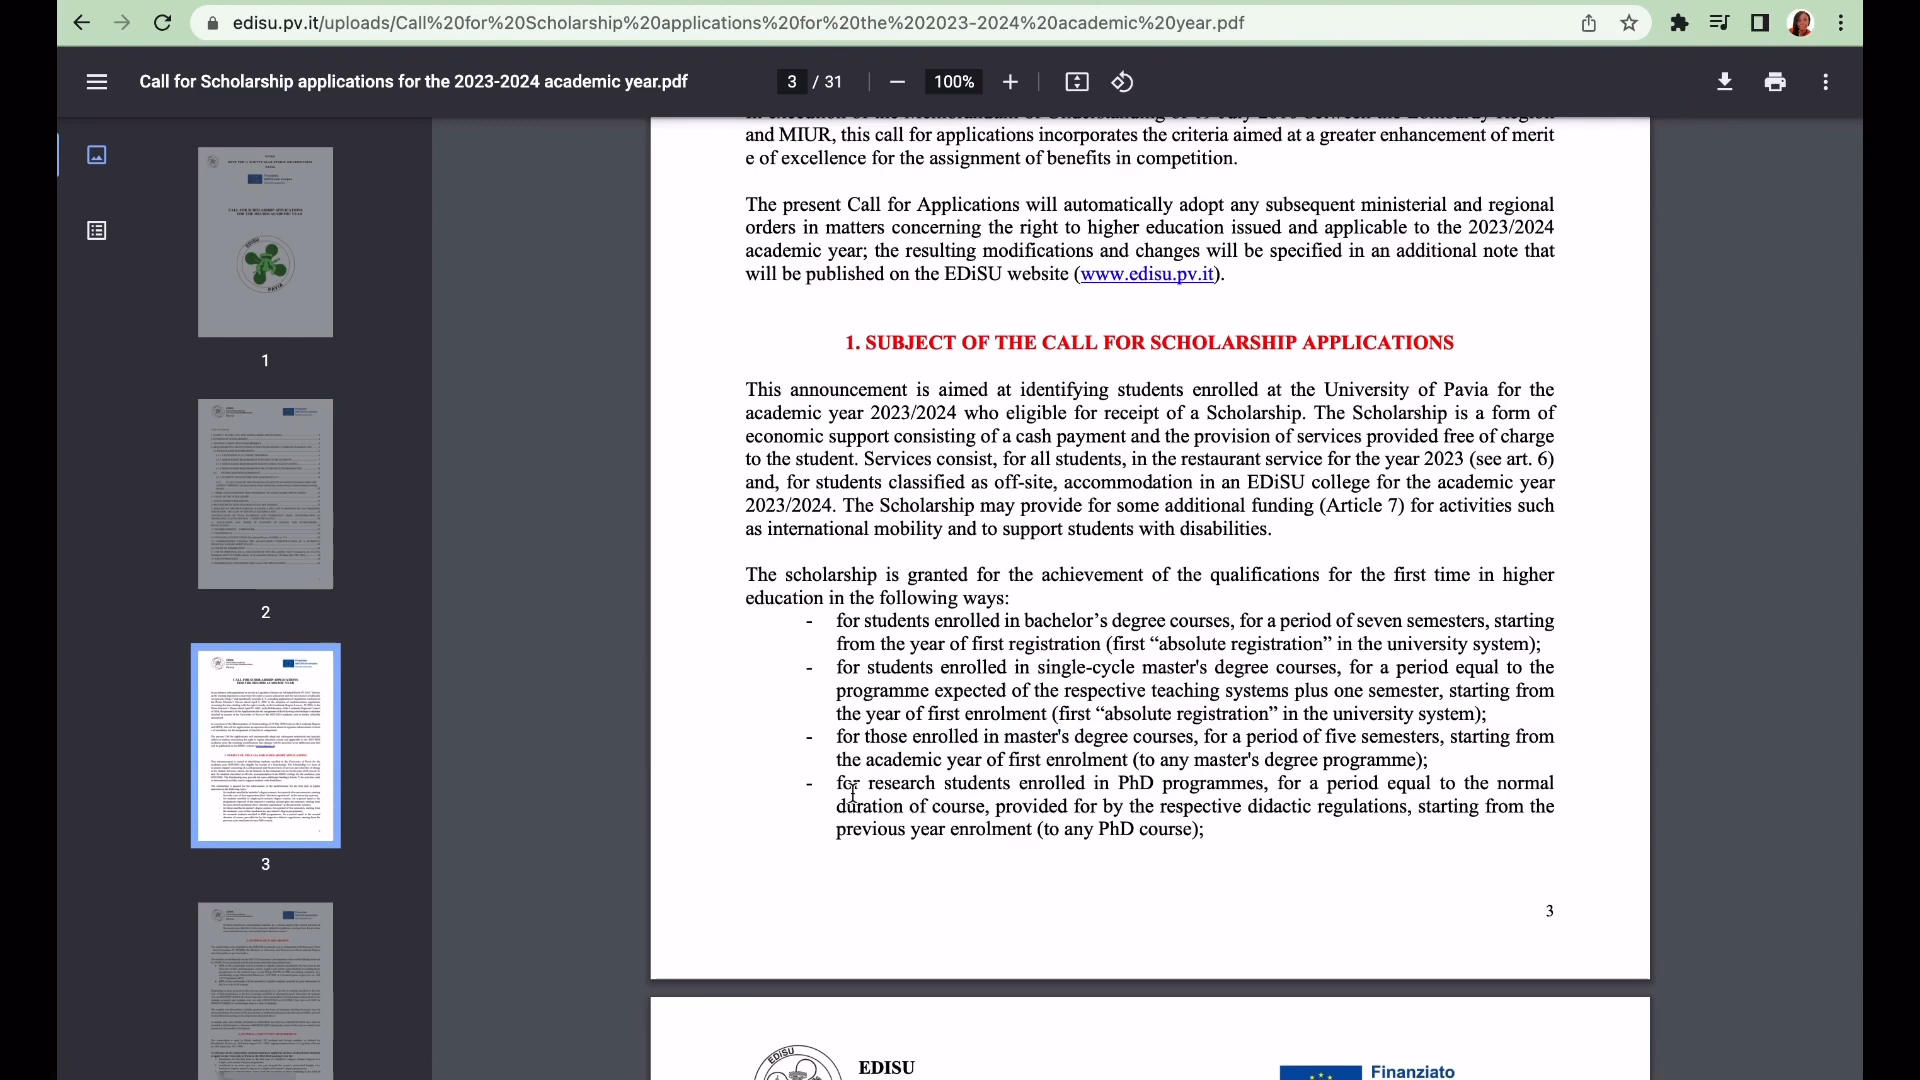 edisu.pv.it/uploads/Call%20for%20Scholarship%20applications%20for%20the%202023-2024%20academic%20year.pdf
Call for Scholarship applications for the 2023-2024 academic year.pdf
3 / 31
100%
1
2
3
and MIUR, this call for applications incorporates the criteria aimed at a greater enhancement of merit
e of excellence for the assignment of benefits in competition.
The present Call for Applications will automatically adopt any subsequent ministerial and regional
orders in matters concerning the right to higher education issued and applicable to the 2023/2024
academic year; the resulting modifications and changes will be specified in an additional note that
will be published on the EDiSU website (www.edisu.pv.it).
1. SUBJECT OF THE CALL FOR SCHOLARSHIP APPLICATIONS
This announcement is aimed at identifying students enrolled at the University of Pavia for the
academic year 2023/2024 who eligible for receipt of a Scholarship. The Scholarship is a form of
economic support consisting of a cash payment and the provision of services provided free of charge
to the student. Services consist, for all students, in the restaurant service for the year 2023 (see art. 6)
and, for students classified as off-site, accommodation in an EDiSU college for the academic year
2023/2024. The Scholarship may provide for some additional funding (Article 7) for activities such
as international mobility and to support students with disabilities.
The scholarship is granted for the achievement of the qualifications for the first time in higher
education in the following ways:
- for students enrolled in bachelor’s degree courses, for a period of seven semesters, starting
from the year of first registration (first “absolute registration” in the university system);
- for students enrolled in single-cycle master's degree courses, for a period equal to the
programme expected of the respective teaching systems plus one semester, starting from
the year of first enrolment (first “absolute registration” in the university system);
- for those enrolled in master's degree courses, for a period of five semesters, starting from
the academic year of first enrolment (to any master's degree programme);
- for research students enrolled in PhD programmes, for a period equal to the normal
duration of course, provided for by the respective didactic regulations, starting from the
previous year enrolment (to any PhD course);
3
EDISU
EDISU
Finanziato